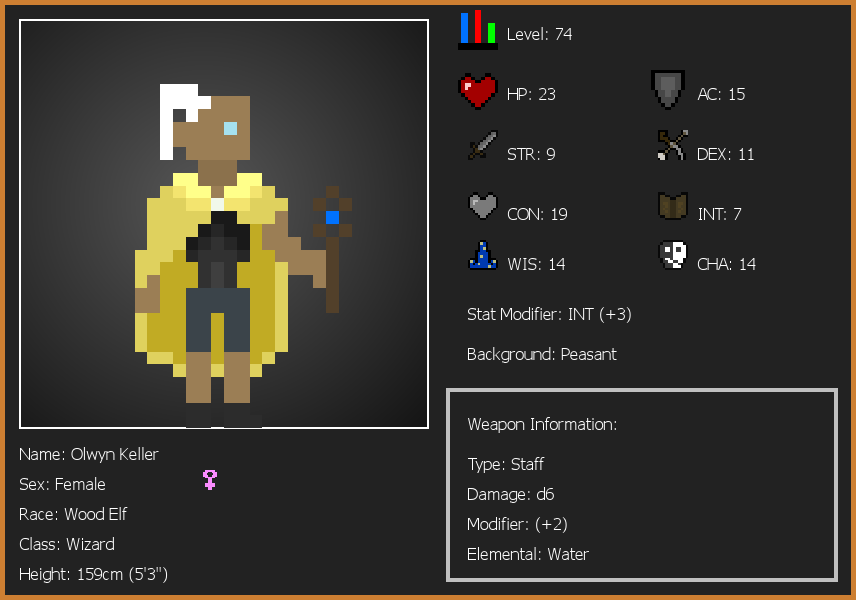 Level: 74
HP: 23
AC: 15
STR: 9
DEX: 11
CON: 19
INT: 7
WIS: 14
CHA: 14
Stat Modifier: INT (+3)
Background: Peasant
Weapon Information:
Type: Staff
Damage: d6
Modifier: (+2)
Elemental: Water
Name: Olwyn Keller
Sex: Female
Race: Wood Elf
Class: Wizard
Height: 159cm (5'3")